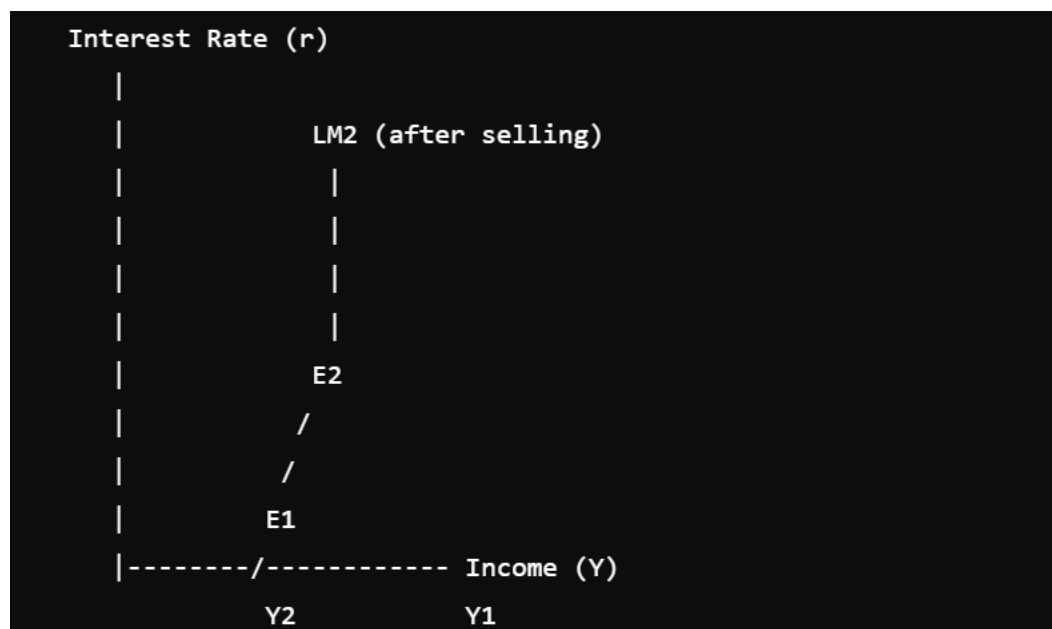 Interest Rate (r)
|
| LM2 (after selling)
| |
| |
| |
| |
| E2
| /
| /
| E1
|--------/------------ Income (Y)
Y2 Y1